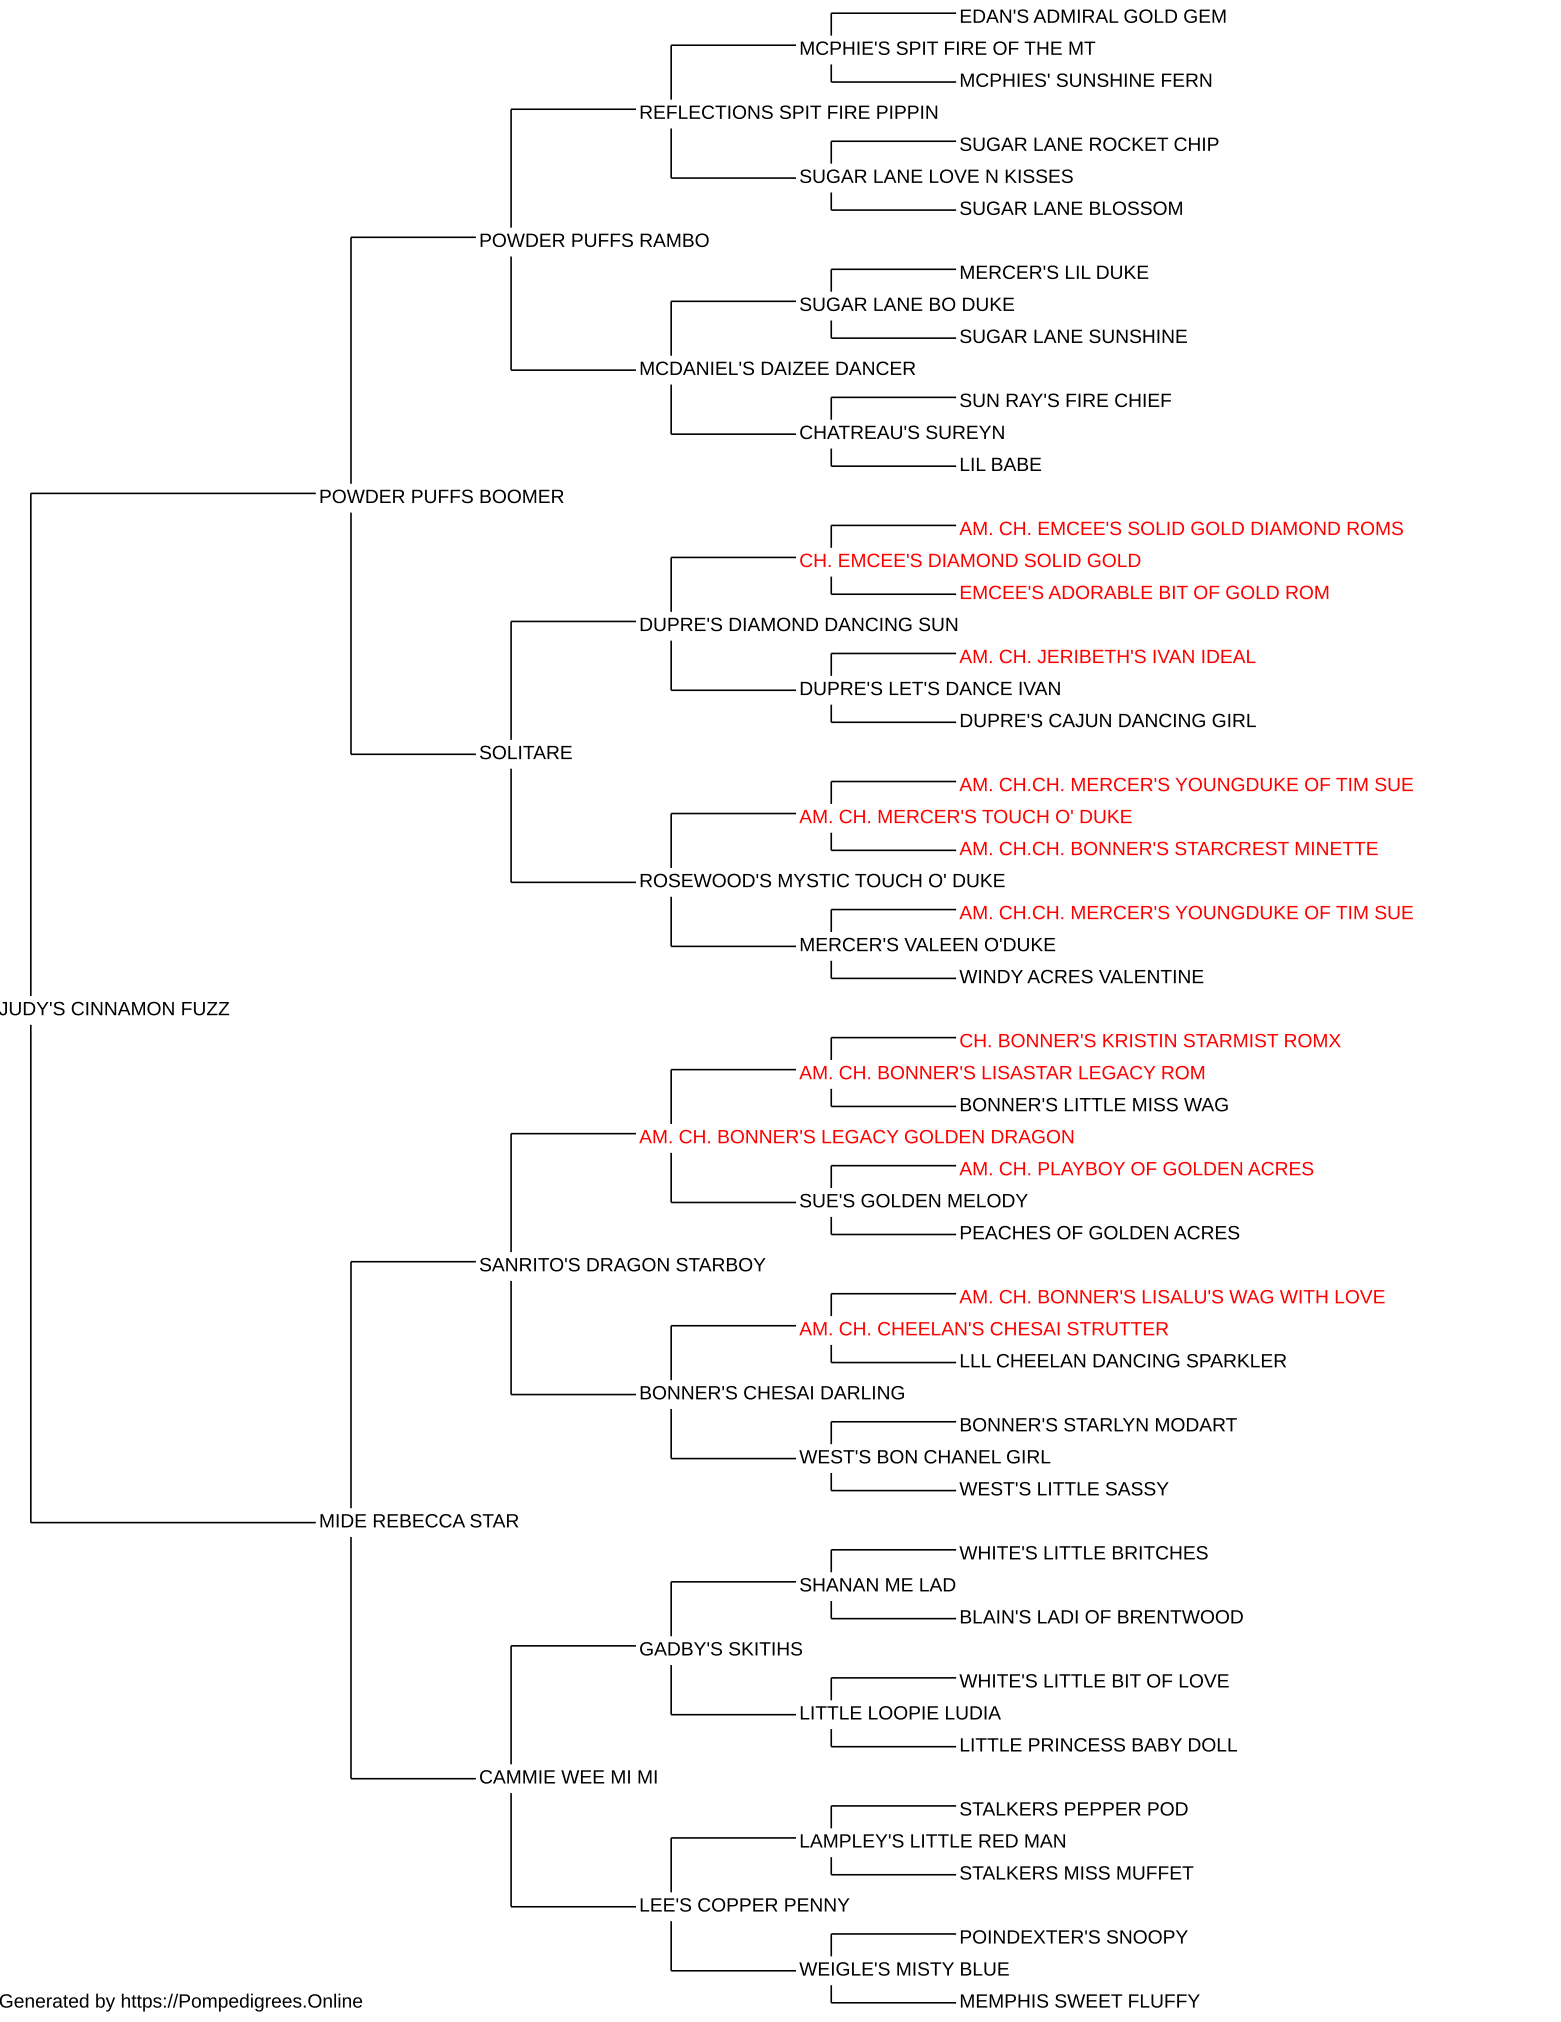 EDAN'S ADMIRAL GOLD GEM
MCPHIE'S SPIT FIRE OF THE MT
MCPHIES' SUNSHINE FERN
REFLECTIONS SPIT FIRE PIPPIN
SUGAR LANE ROCKET CHIP
SUGAR LANE LOVE N KISSES
SUGAR LANE BLOSSOM
POWDER PUFFS RAMBO
MERCER'S LIL DUKE
SUGAR LANE BO DUKE
SUGAR LANE SUNSHINE
MCDANIEL'S DAIZEE DANCER
SUN RAY'S FIRE CHIEF
CHATREAU'S SUREYN
LIL BABE
POWDER PUFFS BOOMER
AM. CH. EMCEE'S SOLID GOLD DIAMOND ROMS
CH. EMCEE'S DIAMOND SOLID GOLD
EMCEE'S ADORABLE BIT OF GOLD ROM
DUPRE'S DIAMOND DANCING SUN
AM. CH. JERIBETH'S IVAN IDEAL
DUPRE'S LET'S DANCE IVAN
DUPRE'S CAJUN DANCING GIRL
SOLITARE
AM. CH.CH. MERCER'S YOUNGDUKE OF TIM SUE
AM. CH. MERCER'S TOUCH O' DUKE
AM. CH.CH. BONNER'S STARCREST MINETTE
ROSEWOOD'S MYSTIC TOUCH O' DUKE
AM. CH.CH. MERCER'S YOUNGDUKE OF TIM SUE
MERCER'S VALEEN O'DUKE
WINDY ACRES VALENTINE
JUDY'S CINNAMON FUZZ
CH. BONNER'S KRISTIN STARMIST ROMX
AM. CH. BONNER'S LISASTAR LEGACY ROM
BONNER'S LITTLE MISS WAG
AM. CH. BONNER'S LEGACY GOLDEN DRAGON
AM. CH. PLAYBOY OF GOLDEN ACRES
SUE'S GOLDEN MELODY
PEACHES OF GOLDEN ACRES
SANRITO'S DRAGON STARBOY
AM. CH. BONNER'S LISALU'S WAG WITH LOVE
AM. CH. CHEELAN'S CHESAI STRUTTER
LLL CHEELAN DANCING SPARKLER
BONNER'S CHESAI DARLING
BONNER'S STARLYN MODART
WEST'S BON CHANEL GIRL
WEST'S LITTLE SASSY
MIDE REBECCA STAR
WHITE'S LITTLE BRITCHES
SHANAN ME LAD
BLAIN'S LADI OF BRENTWOOD
GADBY'S SKITIHS
WHITE'S LITTLE BIT OF LOVE
LITTLE LOOPIE LUDIA
LITTLE PRINCESS BABY DOLL
CAMMIE WEE MI MI
STALKERS PEPPER POD
LAMPLEY'S LITTLE RED MAN
STALKERS MISS MUFFET
LEE'S COPPER PENNY
POINDEXTER'S SNOOPY
WEIGLE'S MISTY BLUE
MEMPHIS SWEET FLUFFY
Generated by https://Pompedigrees.Online